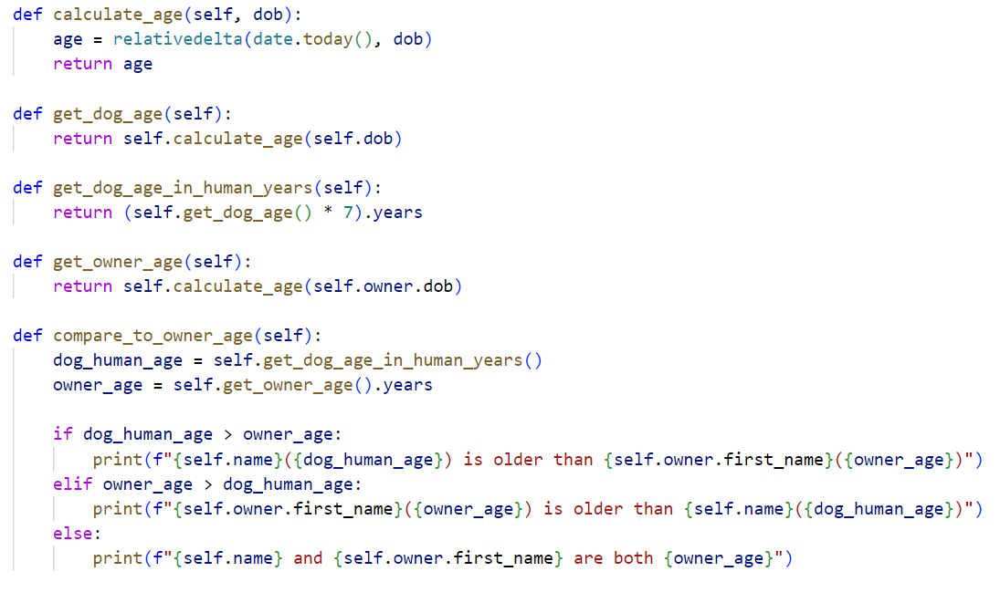 def calculate_age(self, dob):
    age = relativedelta(date.today(), dob)
    return age

def get_dog_age(self):
    return self.calculate_age(self.dob)

def get_dog_age_in_human_years(self):
    return (self.get_dog_age() * 7).years

def get_owner_age(self):
    return self.calculate_age(self.owner.dob)

def compare_to_owner_age(self):
    dog_human_age = self.get_dog_age_in_human_years()
    owner_age = self.get_owner_age().years

    if dog_human_age > owner_age:
        print(f"{self.name}({dog_human_age}) is older than {self.owner.first_name}({owner_age})")
    elif owner_age > dog_human_age:
        print(f"{self.owner.first_name}({owner_age}) is older than {self.name}({dog_human_age})")
    else:
        print(f"{self.name} and {self.owner.first_name} are both {owner_age}")